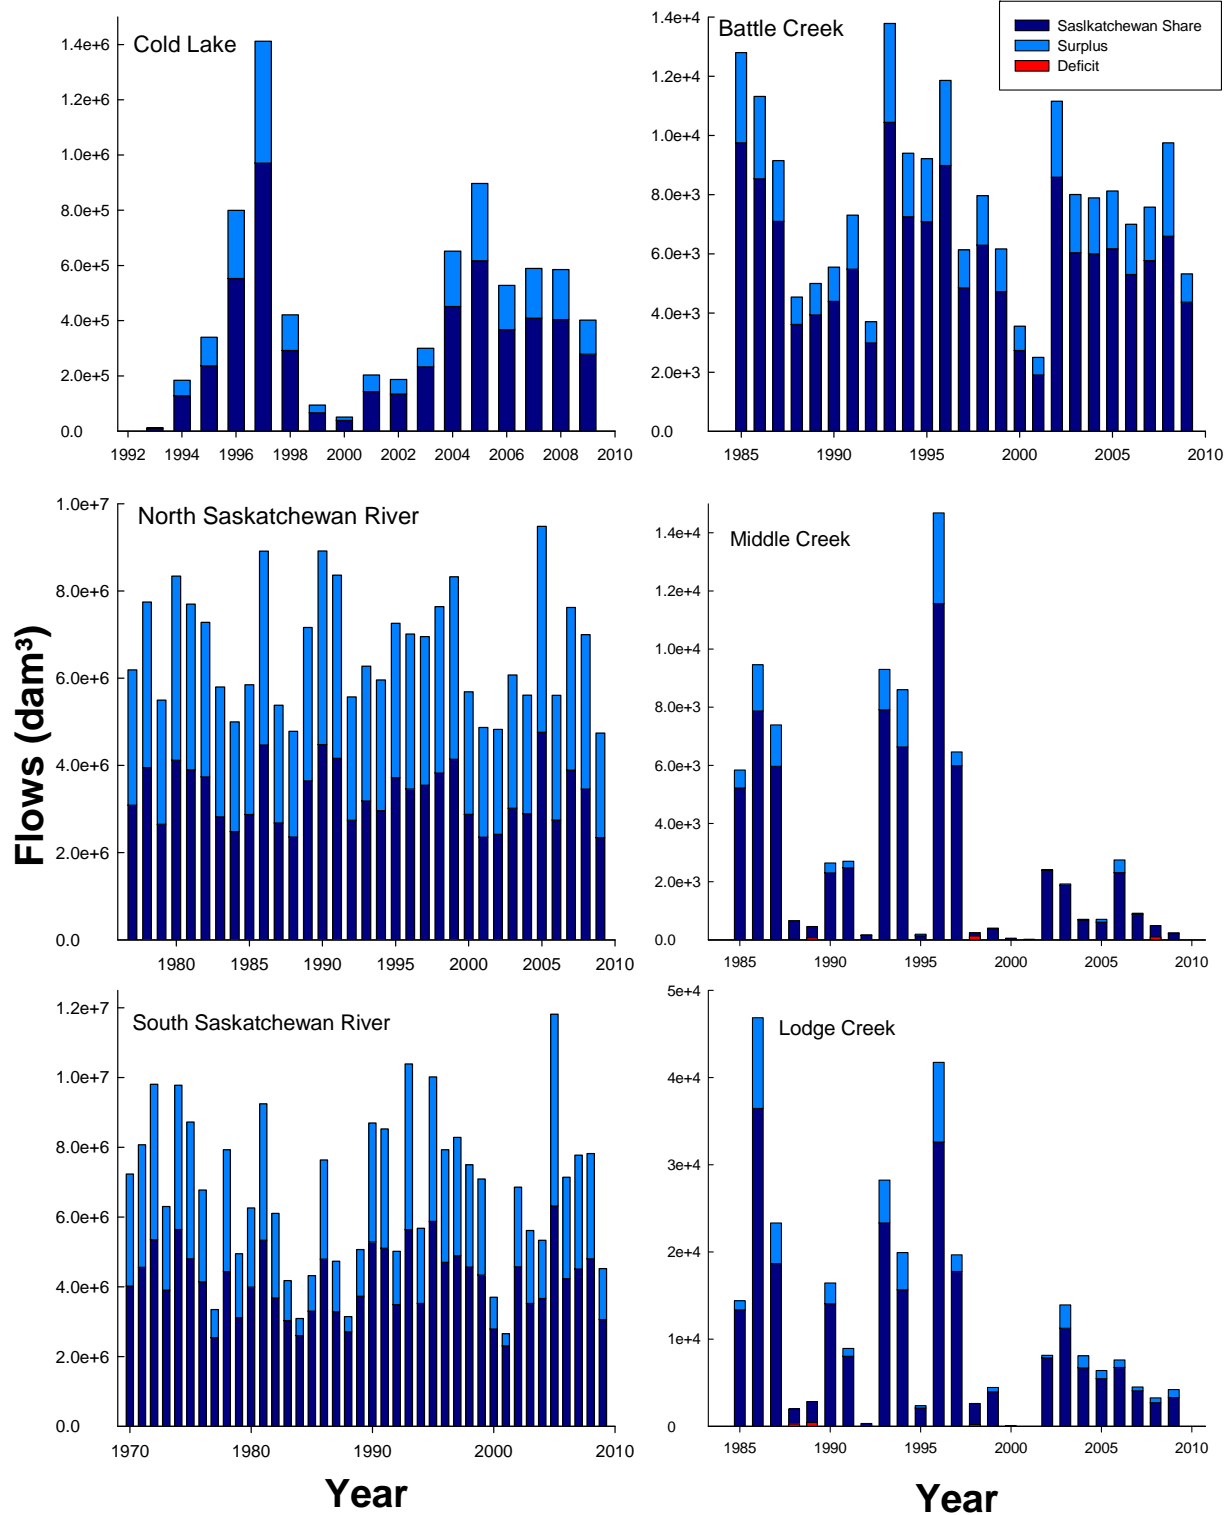 Cold Lake
1.4e+6
1.2e+6
1.0e+6
8.0e+5
6.0e+5
4.0e+5
2.0e+5
0.0
1992 1994 1996 1998 2000 2002 2004 2006 2008 2010
Battle Creek
Saslkatchewan Share
Surplus
Deficit
1.4e+4
1.2e+4
1.0e+4
8.0e+3
6.0e+3
4.0e+3
2.0e+3
0.0
1985 1990 1995 2000 2005 2010
North Saskatchewan River
1.0e+7
8.0e+6
6.0e+6
4.0e+6
2.0e+6
0.0
1980 1985 1990 1995 2000 2005 2010
Flows (dam³)
Middle Creek
1.4e+4
1.2e+4
1.0e+4
8.0e+3
6.0e+3
4.0e+3
2.0e+3
0.0
1985 1990 1995 2000 2005 2010
South Saskatchewan River
1.2e+7
1.0e+7
8.0e+6
6.0e+6
4.0e+6
2.0e+6
0.0
1970 1980 1990 2000 2010
Year
Lodge Creek
5e+4
4e+4
3e+4
2e+4
1e+4
0
1985 1990 1995 2000 2005 2010
Year